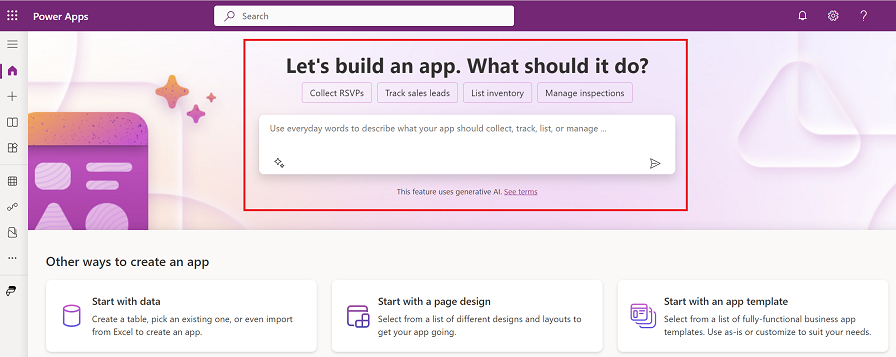 Power Apps
Search
Let's build an app. What should it do?
Collect RSVPs
Track sales leads
List inventory
Manage inspections
Use everyday words to describe what your app should collect, track, list, or manage ...
This feature uses generative AI. See terms
Other ways to create an app
Start with data
Create a table, pick an existing one, or even import
from Excel to create an app.
Start with a page design
Select from a list of different designs and layouts to
get your app going.
Start with an app template
Select from a list of fully-functional business app
templates. Use as-is or customize to suit your needs.